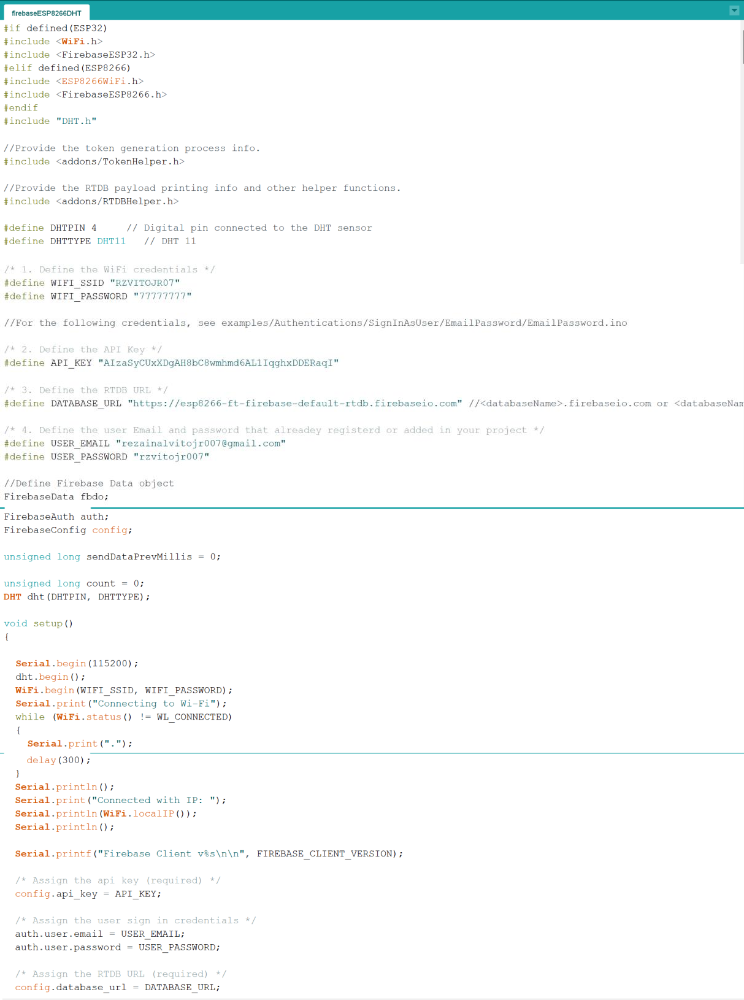 firebaseESP8266DHT
#if defined(ESP32)
#include <WiFi.h>
#include <FirebaseESP32.h>
#elif defined(ESP8266)
#include <ESP8266WiFi.h>
#include <FirebaseESP8266.h>
#endif
#include "DHT.h"
//Provide the token generation process info.
#include <addons/TokenHelper.h>
//Provide the RTDB payload printing info and other helper functions.
#include <addons/RTDBHelper.h>
#define DHTPIN 4     // Digital pin connected to the DHT sensor
#define DHTTYPE DHT11   // DHT 11
/* 1. Define the WiFi credentials */
#define WIFI_SSID "RZVITOJR07"
#define WIFI_PASSWORD "77777777"
//For the following credentials, see examples/Authentications/SignInAsUser/EmailPassword/EmailPassword.ino
/* 2. Define the API Key */
#define API_KEY "AIzaSyCUxXDgAH8bC8wmhmd6AL1IqghxDDERaqI"
/* 3. Define the RTDB URL */
#define DATABASE_URL "https://esp8266-ft-firebase-default-rtdb.firebaseio.com" //<databaseName>.firebaseio.com or <databaseNam
/* 4. Define the user Email and password that alreadey registerd or added in your project */
#define USER_EMAIL "rezainalvitojr007@gmail.com"
#define USER_PASSWORD "rzvitojr007"
//Define Firebase Data object
FirebaseData fbdo;
FirebaseAuth auth;
FirebaseConfig config;
unsigned long sendDataPrevMillis = 0;
unsigned long count = 0;
DHT dht(DHTPIN, DHTTYPE);
void setup()
{
  Serial.begin(115200);
  dht.begin();
  WiFi.begin(WIFI_SSID, WIFI_PASSWORD);
  Serial.print("Connecting to Wi-Fi");
  while (WiFi.status() != WL_CONNECTED)
  {
    Serial.print(".");
    delay(300);
  }
  Serial.println();
  Serial.print("Connected with IP: ");
  Serial.println(WiFi.localIP());
  Serial.println();
  Serial.printf("Firebase Client v%s\n\n", FIREBASE_CLIENT_VERSION);
  /* Assign the api key (required) */
  config.api_key = API_KEY;
  /* Assign the user sign in credentials */
  auth.user.email = USER_EMAIL;
  auth.user.password = USER_PASSWORD;
  /* Assign the RTDB URL (required) */
  config.database_url = DATABASE_URL;